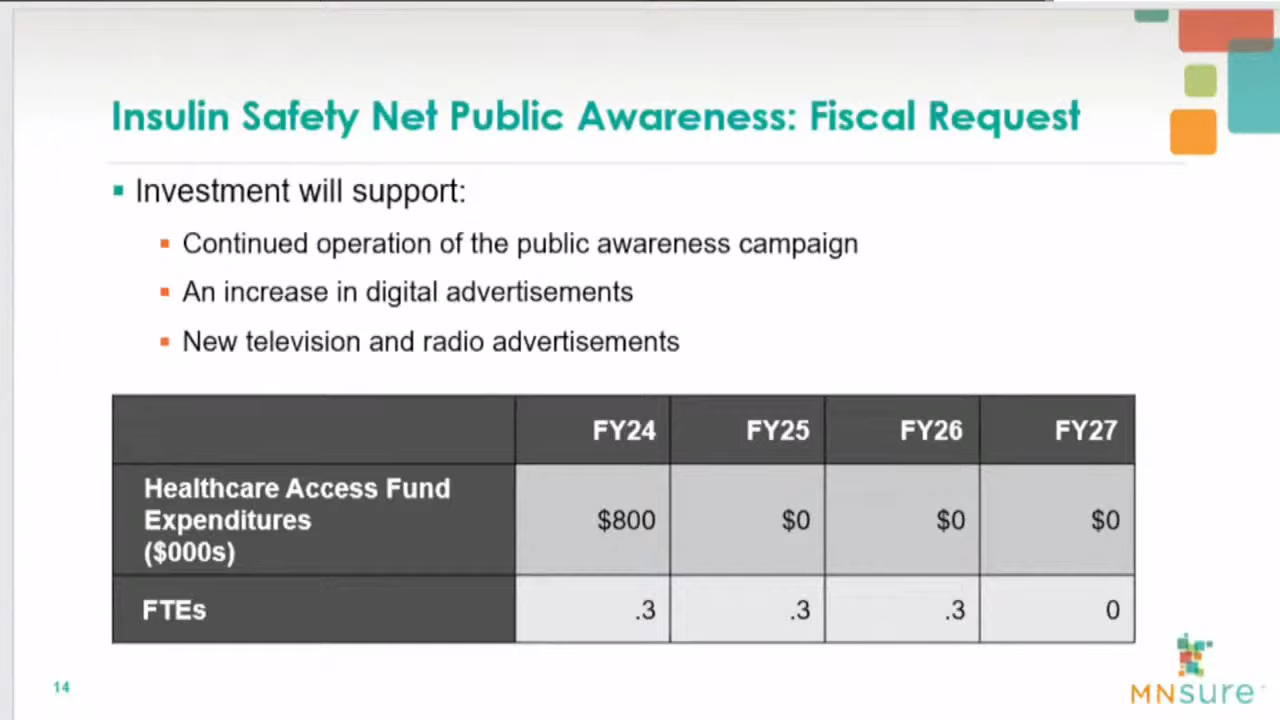 Insulin Safety Net Public Awareness: Fiscal Request
Investment will support:
Continued operation of the public awareness campaign
An increase in digital advertisements
New television and radio advertisements
FY24 FY25 FY26 FY27
Healthcare Access Fund
Expenditures
($000s)
$800 $0 $0 $0
FTEs .3 .3 .3 0
14
MNsure